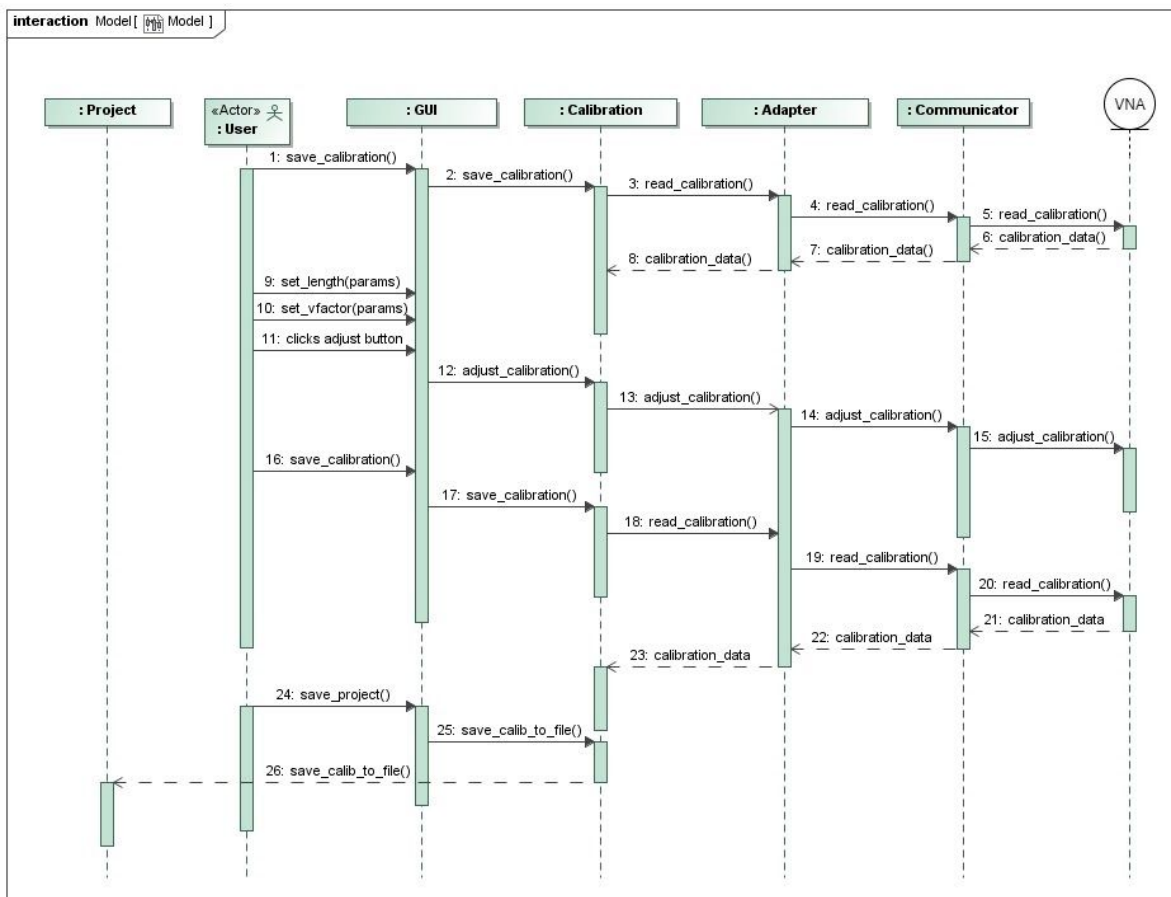 interaction Model[ Model ]
: Project
«Actor»
: User
: GUI
: Calibration
: Adapter
: Communicator
VNA
1: save_calibration()
2: save_calibration()
3: read_calibration()
4: read_calibration()
5: read_calibration()
6: calibration_data()
7: calibration_data()
8: calibration_data()
9: set_length(params)
10: set_vfactor(params)
11: clicks adjust button
12: adjust_calibration()
13: adjust_calibration()
14: adjust_calibration()
15: adjust_calibration()
16: save_calibration()
17: save_calibration()
18: read_calibration()
19: read_calibration()
20: read_calibration()
21: calibration_data
22: calibration_data
23: calibration_data
24: save_project()
25: save_calib_to_file()
26: save_calib_to_file()